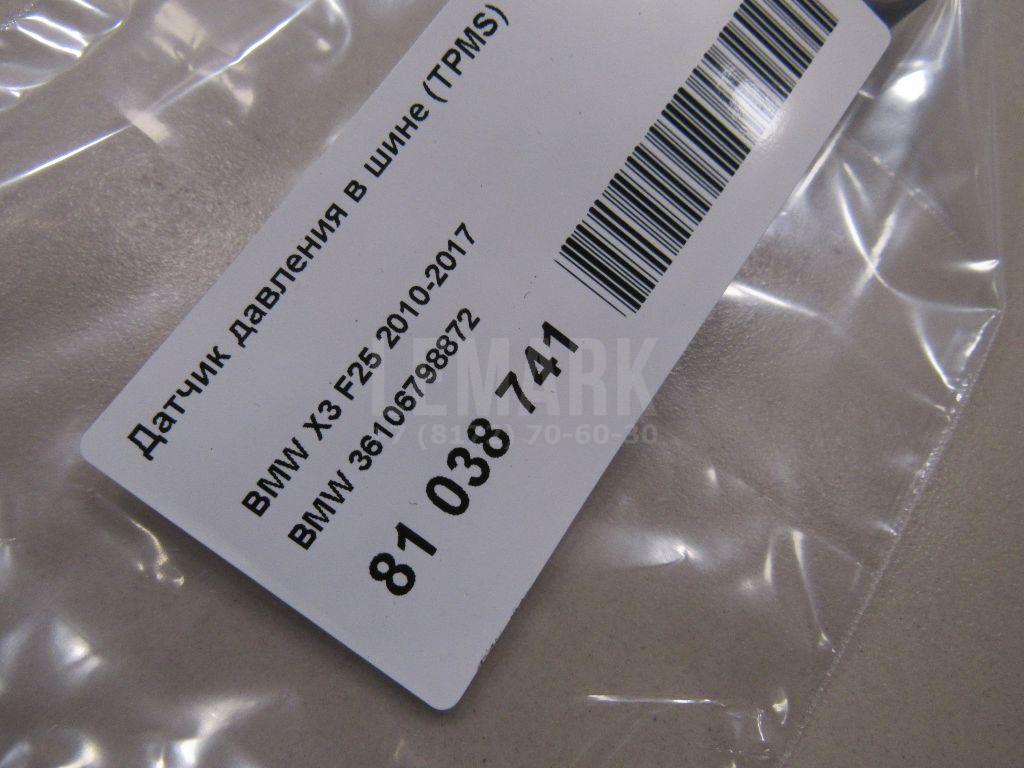 Датчик давления в шине (TPMS)
BMW X3 F25 2010-2017
BMW 36106798872
81 038 741
LEMARK
70-60-30